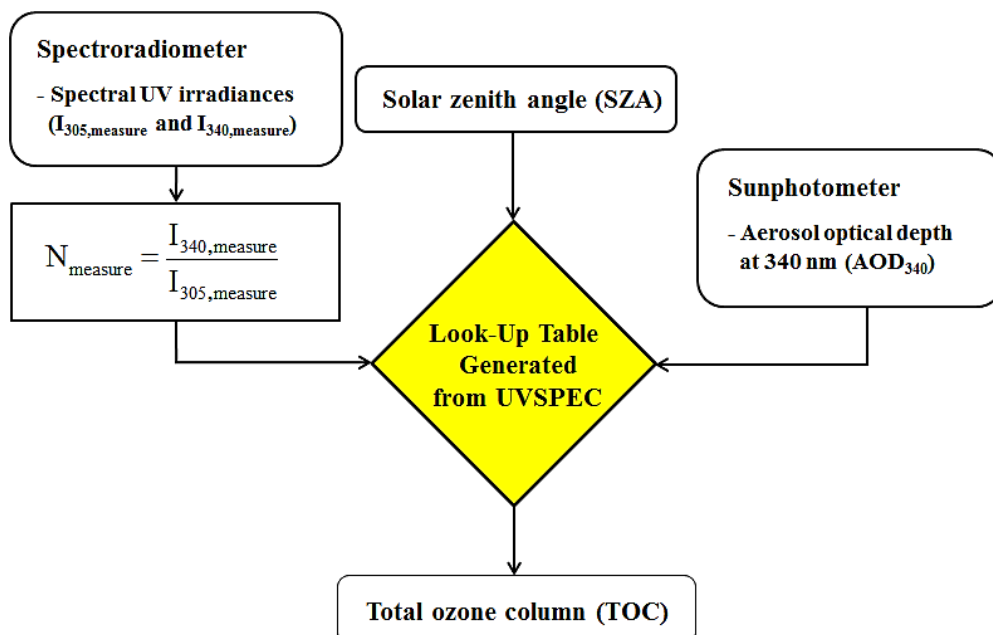 Spectroradiometer
- Spectral UV irradiances
(I₃₀₅,measure and I₃₄₀,measure)
Solar zenith angle (SZA)
Sunphotometer
- Aerosol optical depth
at 340 nm (AOD₃₄₀)
N measure = I₃₄₀,measure / I₃₀₅,measure
Look-Up Table
Generated
from UVSPEC
Total ozone column (TOC)